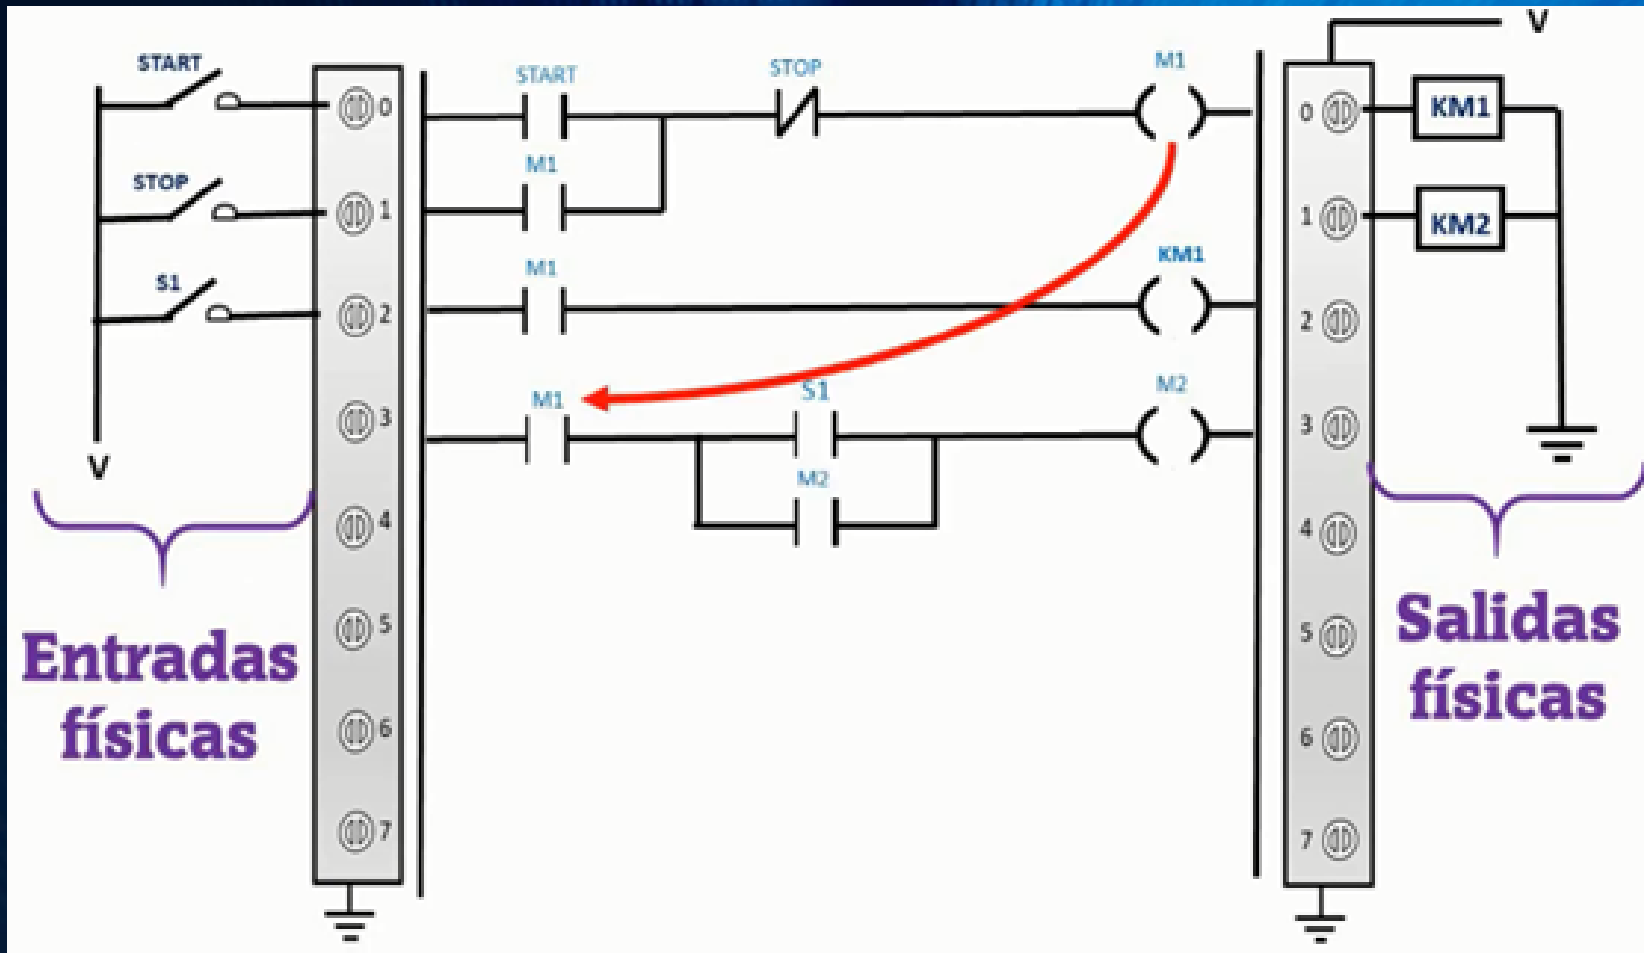 START
STOP
S1
V
0
1
2
3
4
5
6
7
Entradas
físicas
START
STOP
M1
M1
M1
KM1
M1
S1
M2
M2
V
0
1
2
3
4
5
6
7
KM1
KM2
Salidas
físicas